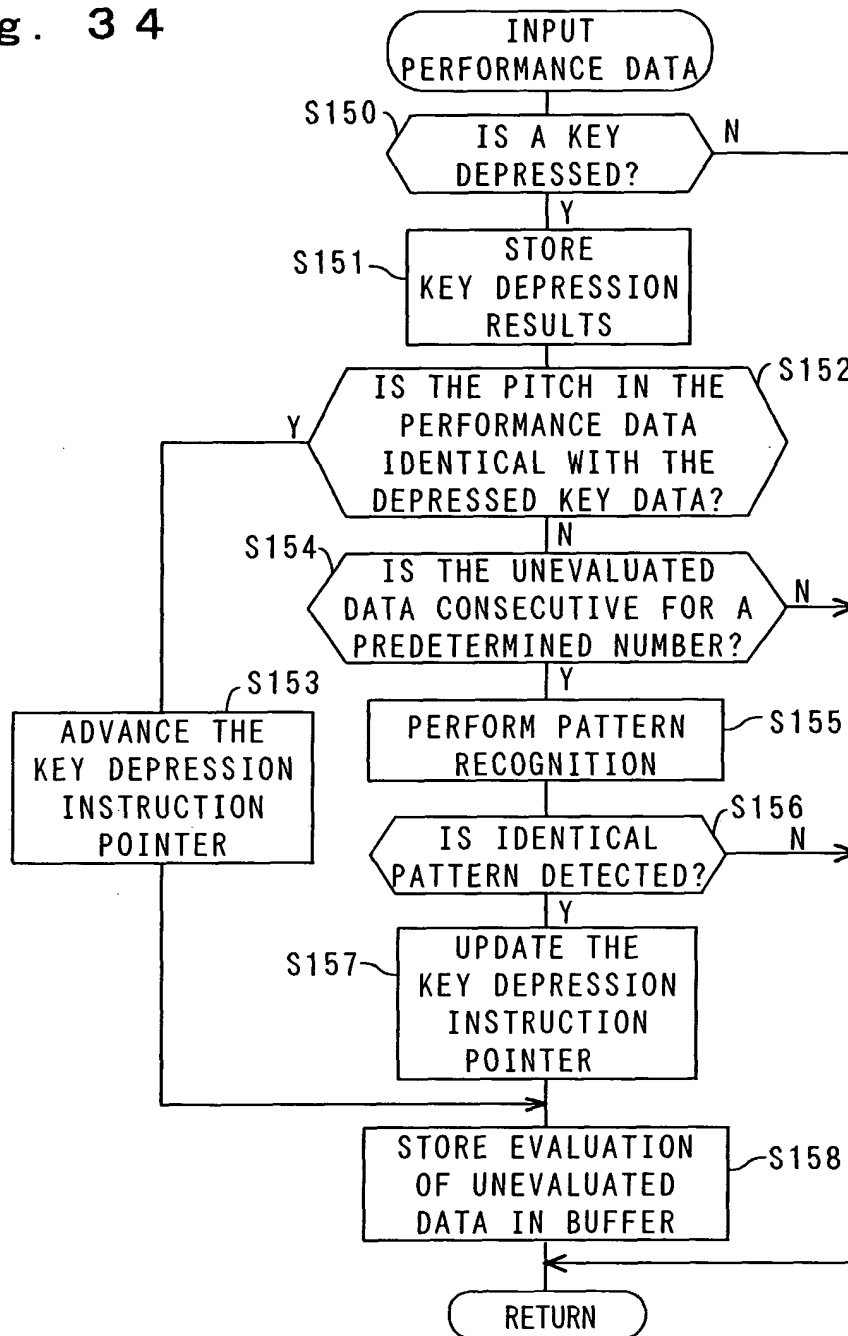 g. 34
INPUT
PERFORMANCE DATA
S150
IS A KEY
DEPRESSED?
N
Y
S151
STORE
KEY DEPRESSION
RESULTS
S152
IS THE PITCH IN THE
PERFORMANCE DATA
IDENTICAL WITH THE
DEPRESSED KEY DATA?
Y
N
S154
IS THE UNEVALUATED
DATA CONSECUTIVE FOR A
PREDETERMINED NUMBER?
N
Y
S153
ADVANCE THE
KEY DEPRESSION
INSTRUCTION
POINTER
PERFORM PATTERN
RECOGNITION
S155
S156
IS IDENTICAL
PATTERN DETECTED?
N
Y
S157
UPDATE THE
KEY DEPRESSION
INSTRUCTION
POINTER
STORE EVALUATION
OF UNEVALUATED
DATA IN BUFFER
S158
RETURN